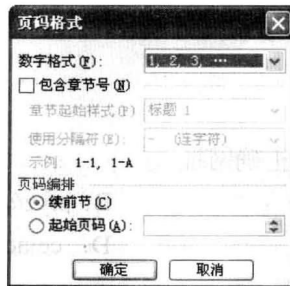 页码格式
数字格式(F): 1, 2, 3, …
包含章节号(N)
章节起始样式(P) 标题 1
使用分隔符(E): - (连字符)
示例: 1-1, 1-A
页码编排
续前节(C)
起始页码(A):
确定 取消